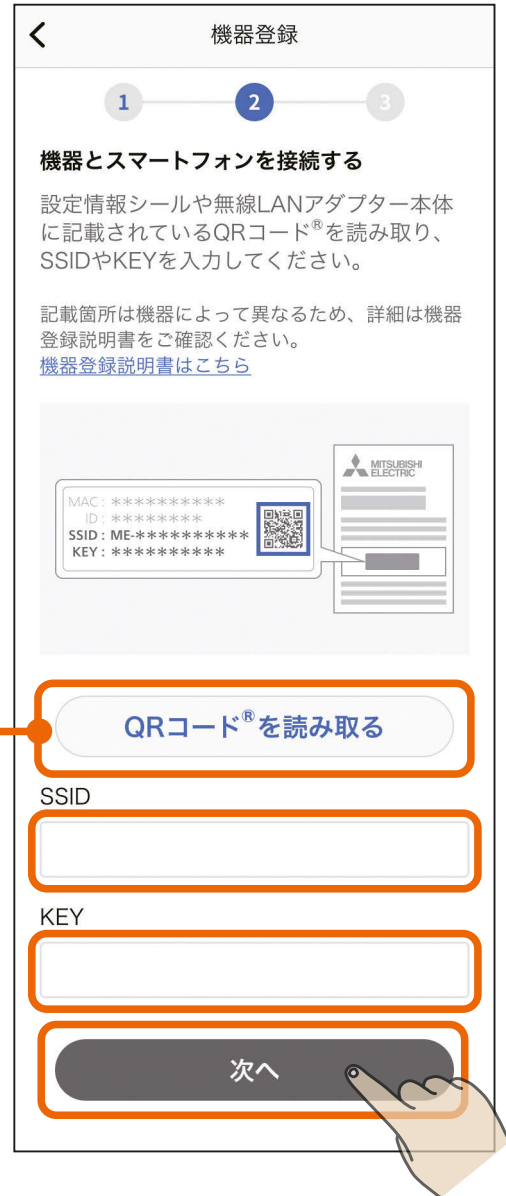 機器登録
1 2 3
機器とスマートフォンを接続する
設定情報シールや無線LANアダプター本体
に記載されているQRコード®を読み取り、
SSIDやKEYを入力してください。
記載箇所は機器によって異なるため、詳細は機器
登録説明書をご確認ください。
機器登録説明書はこちら
MITSUBISHI
ELECTRIC
MAC : **********
ID : ********
SSID : ME-**********
KEY : **********
QRコード®を読み取る
SSID
KEY
次へ